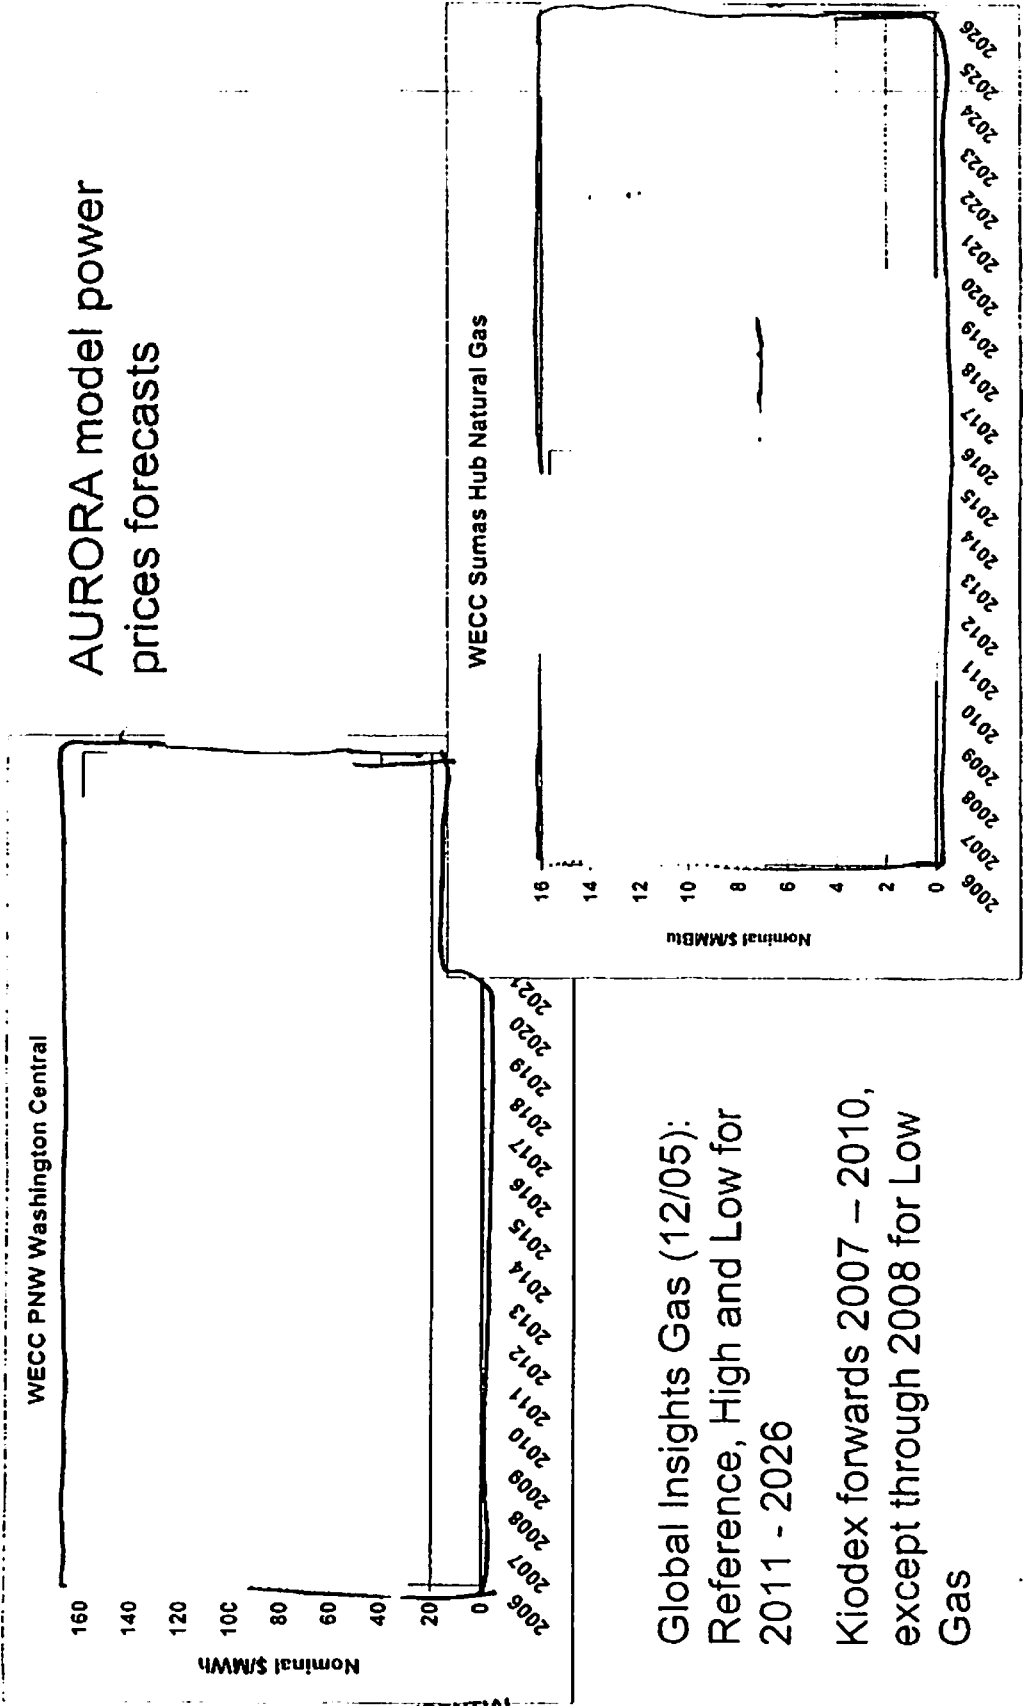 AURORA model power
prices forecasts
WECC PNW Washington Central
Nominal $/MWh
160
140
120
100
80
60
40
20
0
2006 2007 2008 2009 2010 2011 2012 2013 2014 2015 2016 2017 2018 2019 2020 2021
WECC Sumas Hub Natural Gas
Nominal $/MMBtu
16
14
12
10
8
6
4
2
0
2006 2007 2008 2009 2010 2011 2012 2013 2014 2015 2016 2017 2018 2019 2020 2021 2022 2023 2024 2025 2026
Global Insights Gas (12/05):
Reference, High and Low for
2011 - 2026
Kiodex forwards 2007 – 2010,
except through 2008 for Low
Gas